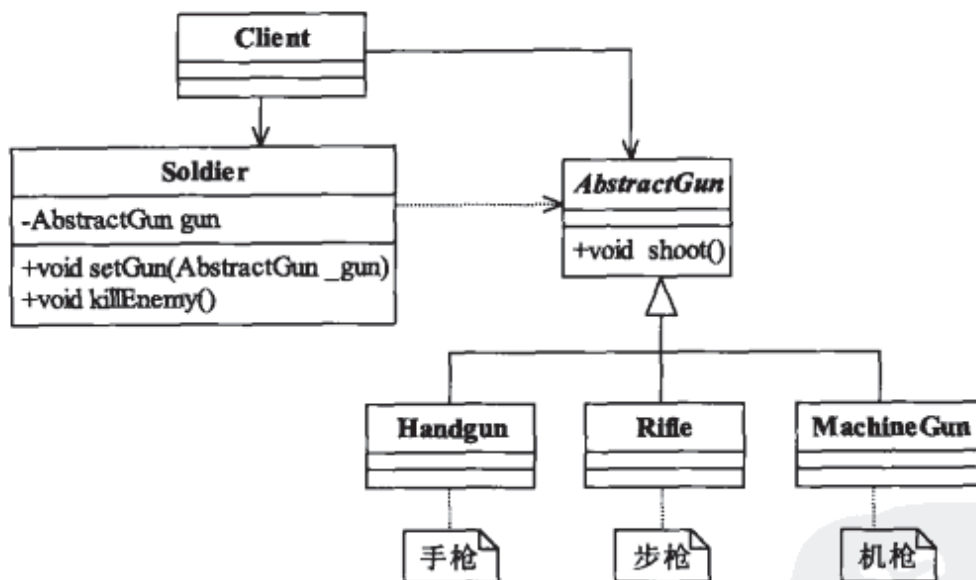 Client
Soldier
-AbstractGun gun
+void setGun(AbstractGun _gun)
+void killEnemy()
AbstractGun
+void shoot()
Handgun
Rifle
MachineGun
手枪
步枪
机枪